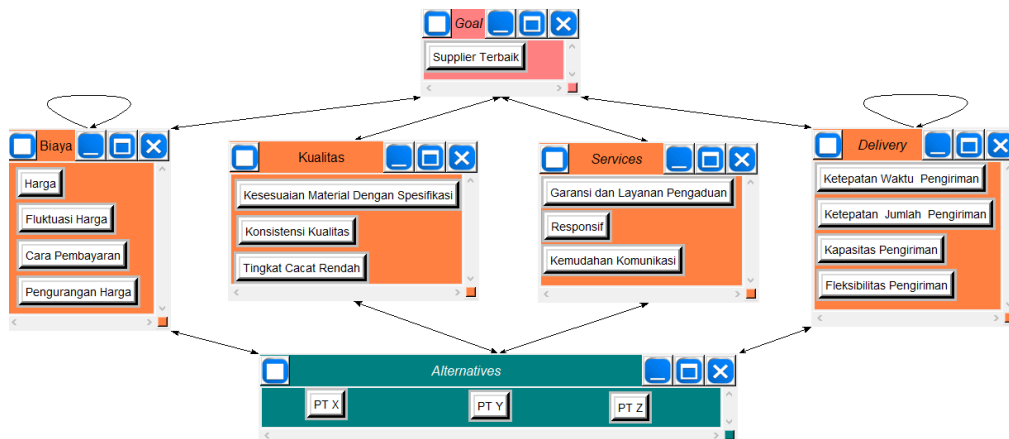 Goal
Supplier Terbaik
Biaya
Harga
Fluktuasi Harga
Cara Pembayaran
Pengurangan Harga
Kualitas
Kesesuaian Material Dengan Spesifikasi
Konsistensi Kualitas
Tingkat Cacat Rendah
Services
Garansi dan Layanan Pengaduan
Responsif
Kemudahan Komunikasi
Delivery
Ketepatan Waktu Pengiriman
Ketepatan Jumlah Pengiriman
Kapasitas Pengiriman
Fleksibilitas Pengiriman
Alternatives
PT X
PT Y
PT Z